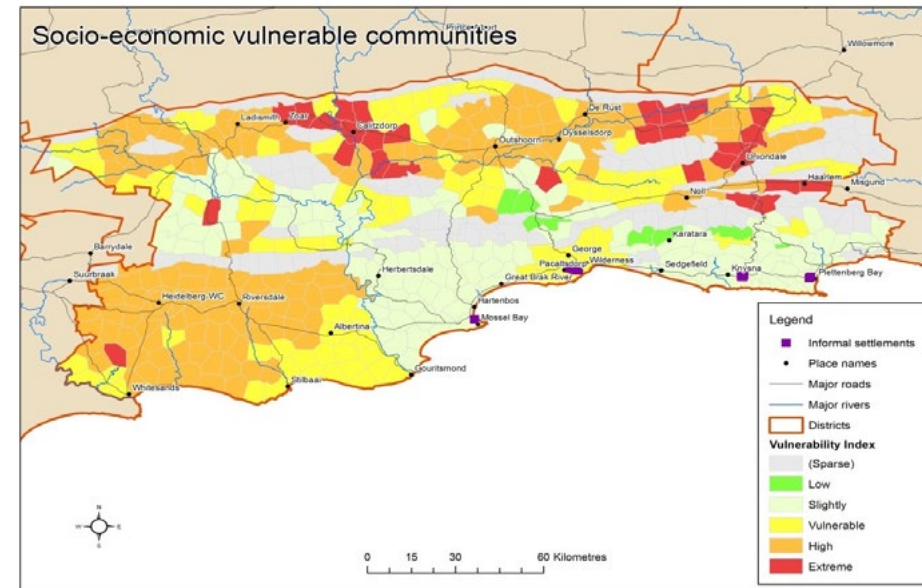 Socio-economic vulnerable communities
Willowmore
De Rust
Ladismith
Zoar
Calitzdorp
Dysselsdorp
Outshoorn
Uniondale
Haarlem
Misgund
Noll
Barrydale
Karatara
George
Suurbraak
Herbertsdale
Pacaltsdorp
Wilderness
Sedgefield
Knysna
Plettenberg Bay
Great Brak River
Heidelberg-WC
Riversdale
Hartenbos
Mossel Bay
Albertina
Gouritsmond
Stilbaai
Whitesands
Legend
Informal settlements
Place names
Major roads
Major rivers
Districts
Vulnerability Index
(Sparse)
Low
Slightly
Vulnerable
High
Extreme
N
W
E
S
0 15 30 60 Kilometres